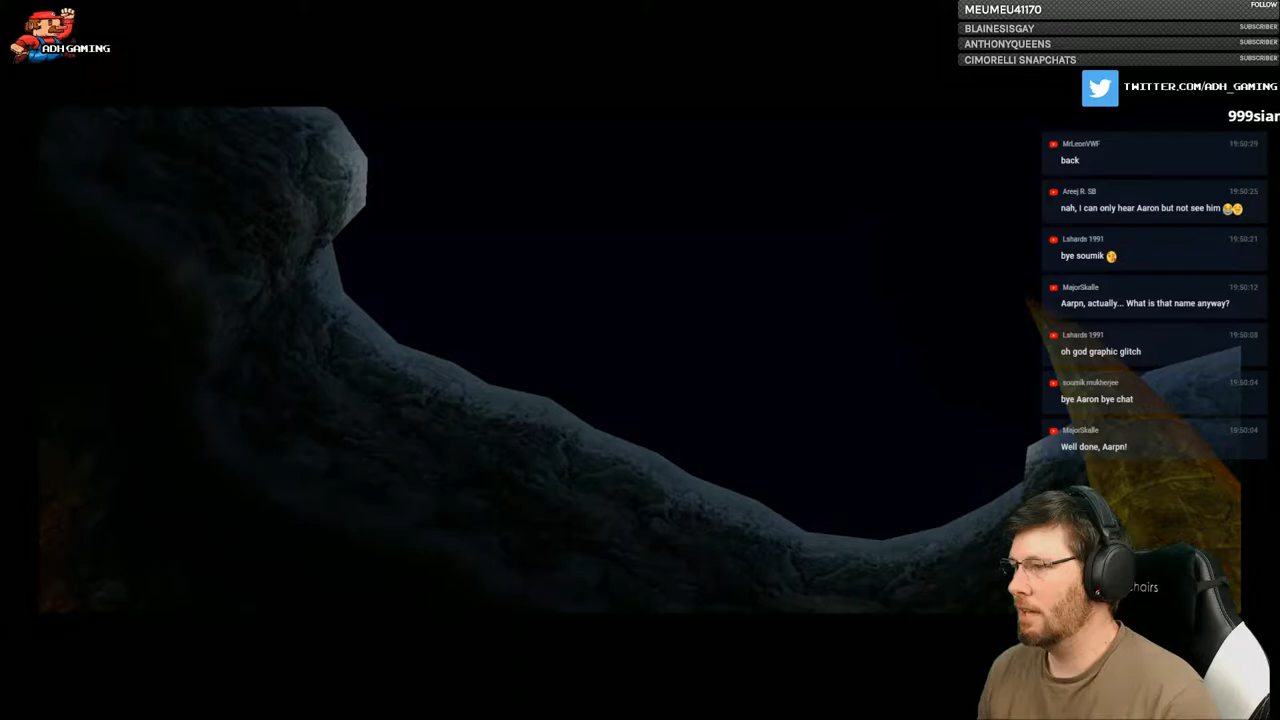 MEUMEU41170
FOLLOW
BLAINESISGAY
SUBSCRIBER
ANTHONYQUEENS
SUBSCRIBER
CIMORELLI SNAPCHATS
SUBSCRIBER
ADH GAMING
TWITTER.COM/ADH_GAMING
999sian
MrLeonVWF 19:50:29
back
Areej R. SB 19:50:25
nah, I can only hear Aaron but not see him 😭🥲
Lshards 1991 19:50:21
bye soumik 🧐
MajorSkalle 19:50:12
Aarpn, actually... What is that name anyway?
Lshards 1991 19:50:08
oh god graphic glitch
soumik mukherjee 19:50:04
bye Aaron bye chat
MajorSkalle 19:50:04
Well done, Aarpn!
chairs